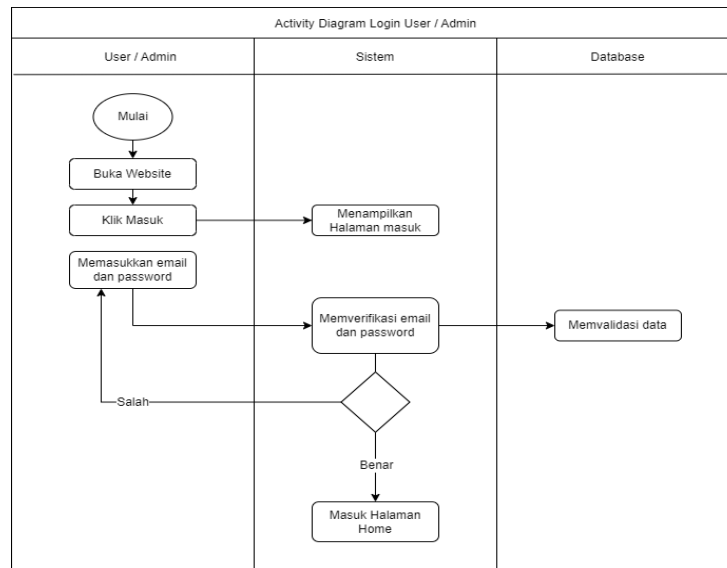 Activity Diagram Login User / Admin
User / Admin
Sistem
Database
Mulai
Buka Website
Klik Masuk
Menampilkan
Halaman masuk
Memasukkan email
dan password
Memverifikasi email
dan password
Memvalidasi data
Salah
Benar
Masuk Halaman
Home